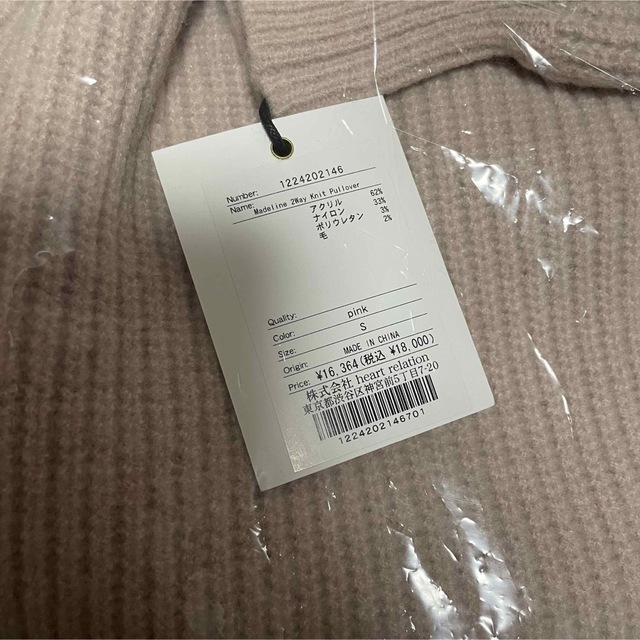 Number: 1224202146
Name: Madeline 2Way Knit Pullover
アクリル 62%
ナイロン 33%
ポリウレタン 3%
毛 2%
Quality:
Color: pink
Size: S
Origin: MADE IN CHINA
Price: ¥16,364(税込 ¥18,000)
株式会社 heart relation
東京都渋谷区神宮前5丁目7-20
1224202146701